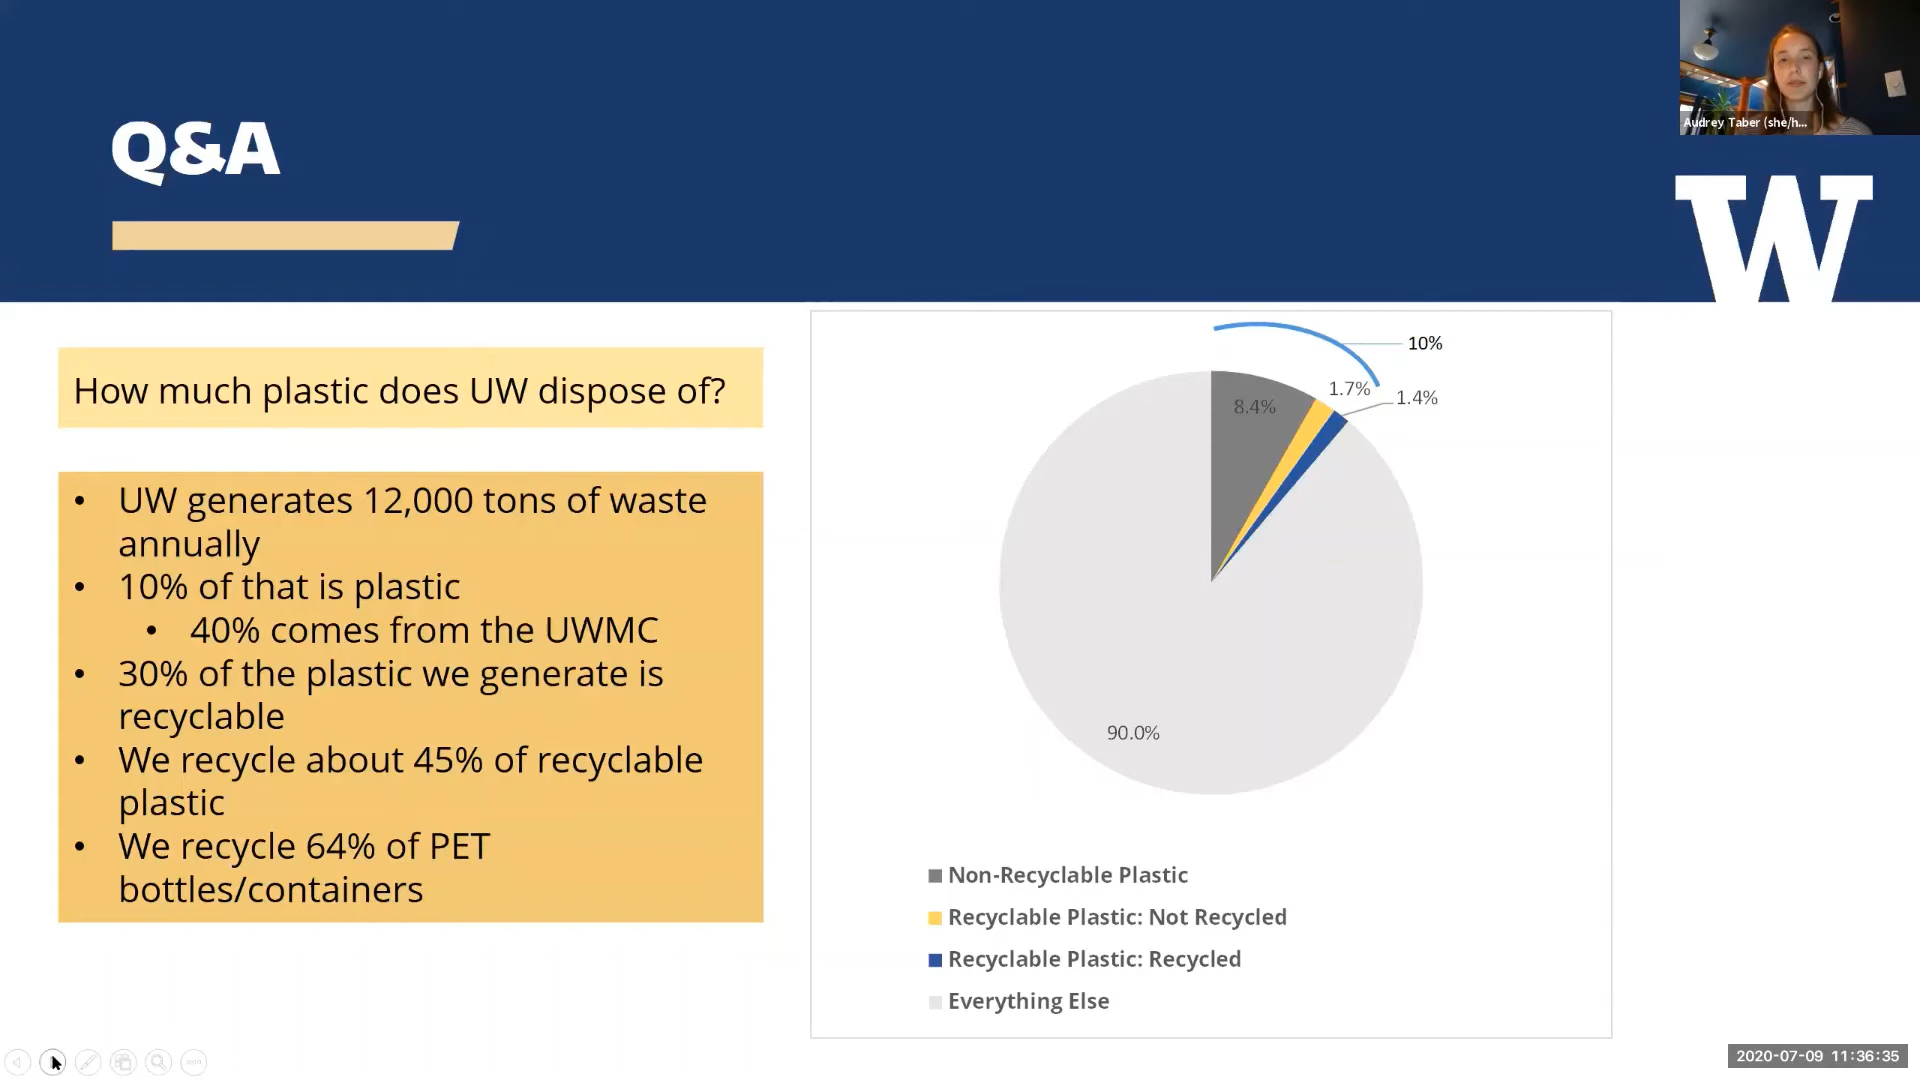 Audrey Taber (she/h...
Q&A
W
How much plastic does UW dispose of?
• UW generates 12,000 tons of waste
annually
• 10% of that is plastic
• 40% comes from the UWMC
• 30% of the plastic we generate is
recyclable
• We recycle about 45% of recyclable
plastic
• We recycle 64% of PET
bottles/containers
10%
8.4%
1.7%
1.4%
90.0%
Non-Recyclable Plastic
Recyclable Plastic: Not Recycled
Recyclable Plastic: Recycled
Everything Else
2020-07-09 11:36:35